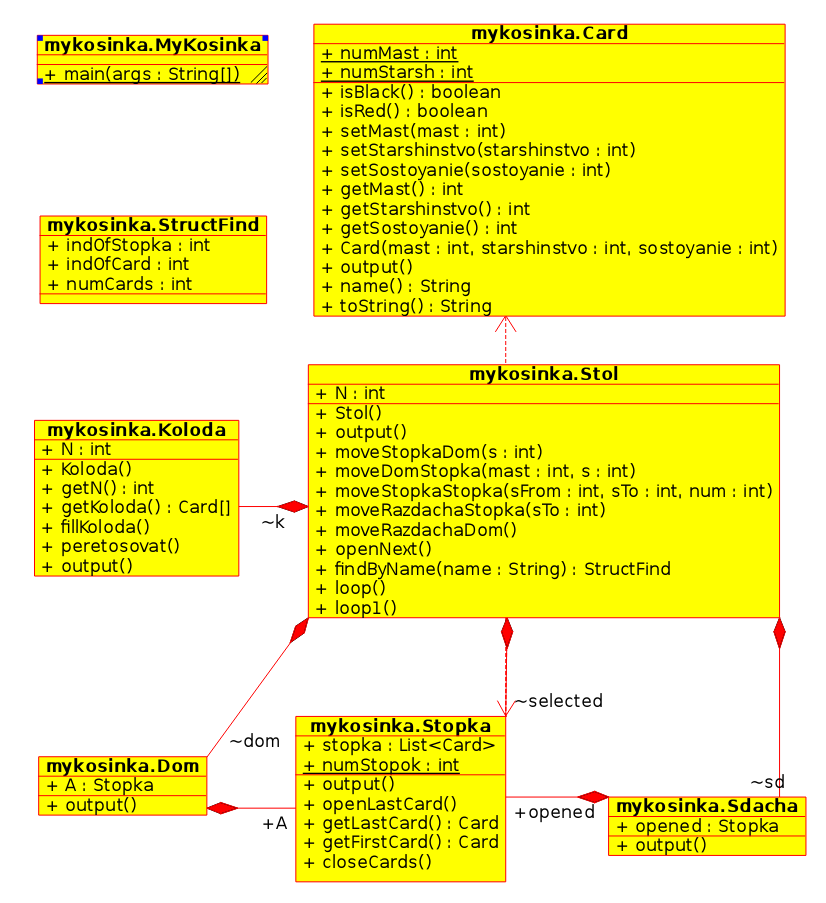 mykosinka.MyKosinka
+ main(args : String[])
mykosinka.Card
+ numMast : int
+ numStarsh : int
+ isBlack() : boolean
+ isRed() : boolean
+ setMast(mast : int)
+ setStarshinstvo(starshinstvo : int)
+ setSostoyanie(sostoyanie : int)
+ getMast() : int
+ getStarshinstvo() : int
+ getSostoyanie() : int
+ Card(mast : int, starshinstvo : int, sostoyanie : int)
+ output()
+ name() : String
+ toString() : String
mykosinka.StructFind
+ indOfStopka : int
+ indOfCard : int
+ numCards : int
mykosinka.Stol
+ N : int
+ Stol()
+ output()
+ moveStopkaDom(s : int)
+ moveDomStopka(mast : int, s : int)
+ moveStopkaStopka(sFrom : int, sTo : int, num : int)
+ moveRazdachaStopka(sTo : int)
+ moveRazdachaDom()
+ openNext()
+ findByName(name : String) : StructFind
+ loop()
+ loop1()
mykosinka.Koloda
+ N : int
+ Koloda()
+ getN() : int
+ getKoloda() : Card[]
+ fillKoloda()
+ peretosovat()
+ output()
~k
~selected
~dom
~sd
mykosinka.Stopka
+ stopka : List<Card>
+ numStopok : int
+ output()
+ openLastCard()
+ getLastCard() : Card
+ getFirstCard() : Card
+ closeCards()
mykosinka.Dom
+ A : Stopka
+ output()
+A
+opened
mykosinka.Sdacha
+ opened : Stopka
+ output()